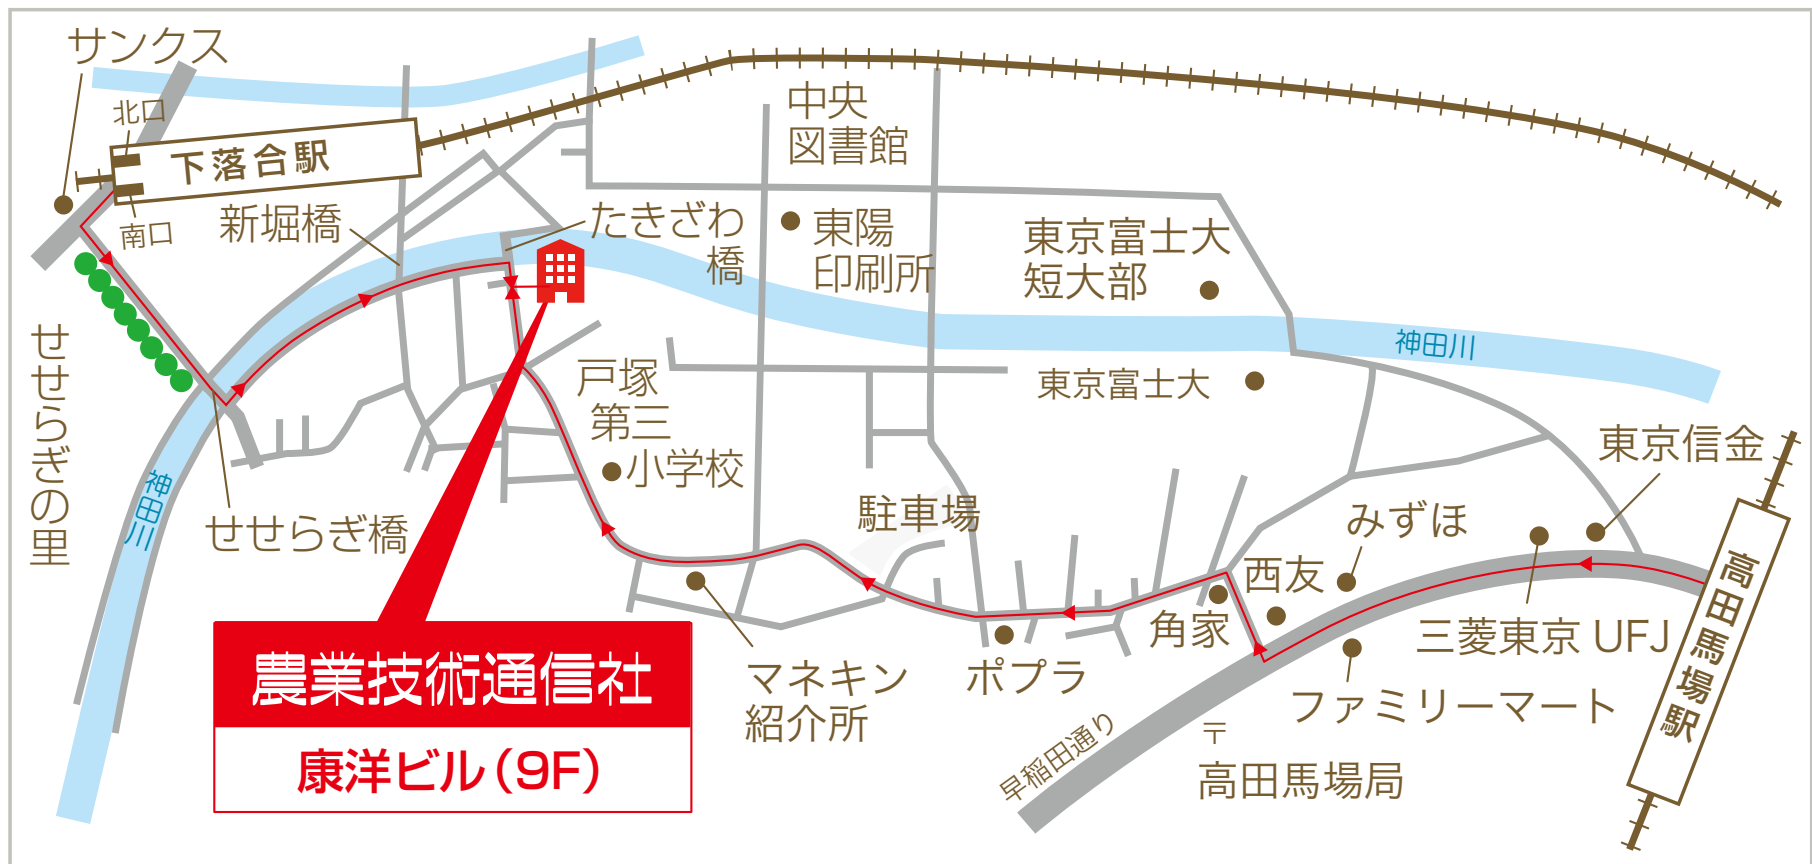 サンクス
北口
下落合駅
南口
新堀橋
たきざわ
橋
中央
図書館
東陽
印刷所
東京富士大
短大部
神田川
東京富士大
東京信金
せせらぎの里
神田川
せせらぎ橋
戸塚
第三
小学校
駐車場
みずほ
西友
角家
三菱東京 UFJ
高田馬場駅
ポプラ
マネキン
紹介所
ファミリーマート
早稲田通り
〒
高田馬場局
農業技術通信社
康洋ビル(9F)